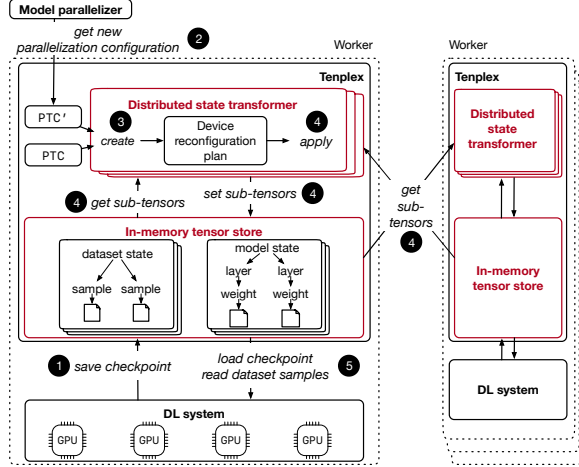 Model parallelizer
get new
parallelization configuration
2
Worker
Tenplex
Distributed state transformer
PTC′
PTC
3
create
Device
reconfiguration
plan
4
apply
4
get sub-tensors
set sub-tensors
4
In-memory tensor store
dataset state
sample
sample
model state
layer
layer
weight
weight
1
save checkpoint
load checkpoint
read dataset samples
5
DL system
GPU
GPU
GPU
GPU
get
sub-
tensors
4
Worker
Tenplex
Distributed
state
transformer
In-memory
tensor store
DL system